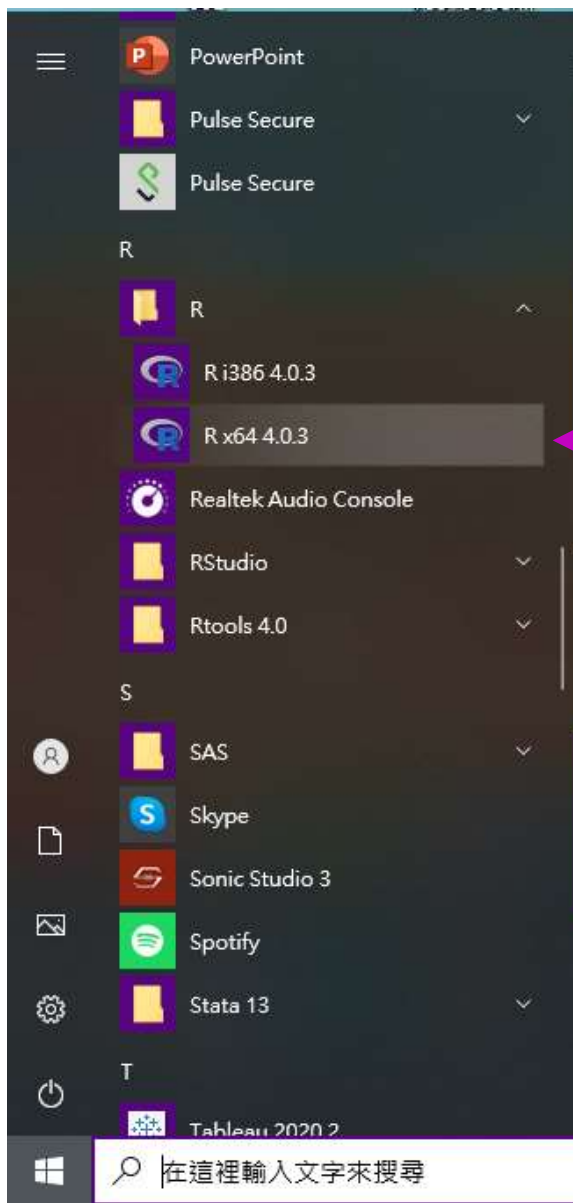 PowerPoint
Pulse Secure
Pulse Secure
R
R
R i386 4.0.3
R x64 4.0.3
Realtek Audio Console
RStudio
Rtools 4.0
S
SAS
Skype
Sonic Studio 3
Spotify
Stata 13
T
Tableau 2020.2
在這裡輸入文字來搜尋